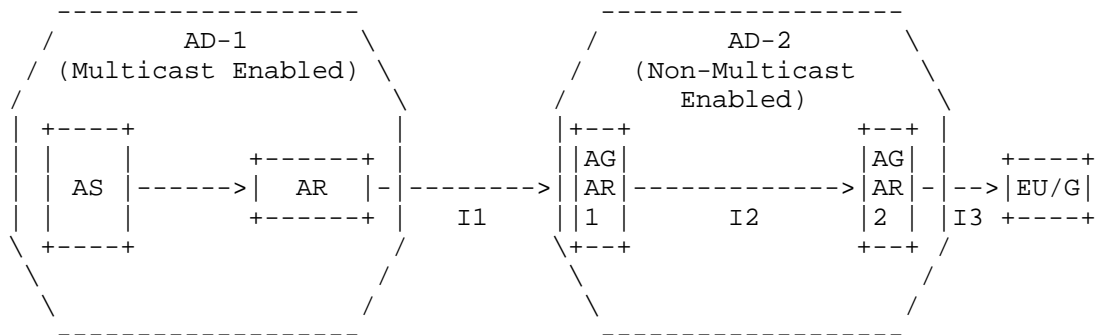 AD-1 AD-2
(Multicast Enabled) (Non-Multicast
Enabled)
AG AG
AS AR AR AR EU/G
I1 1 I2 2 I3